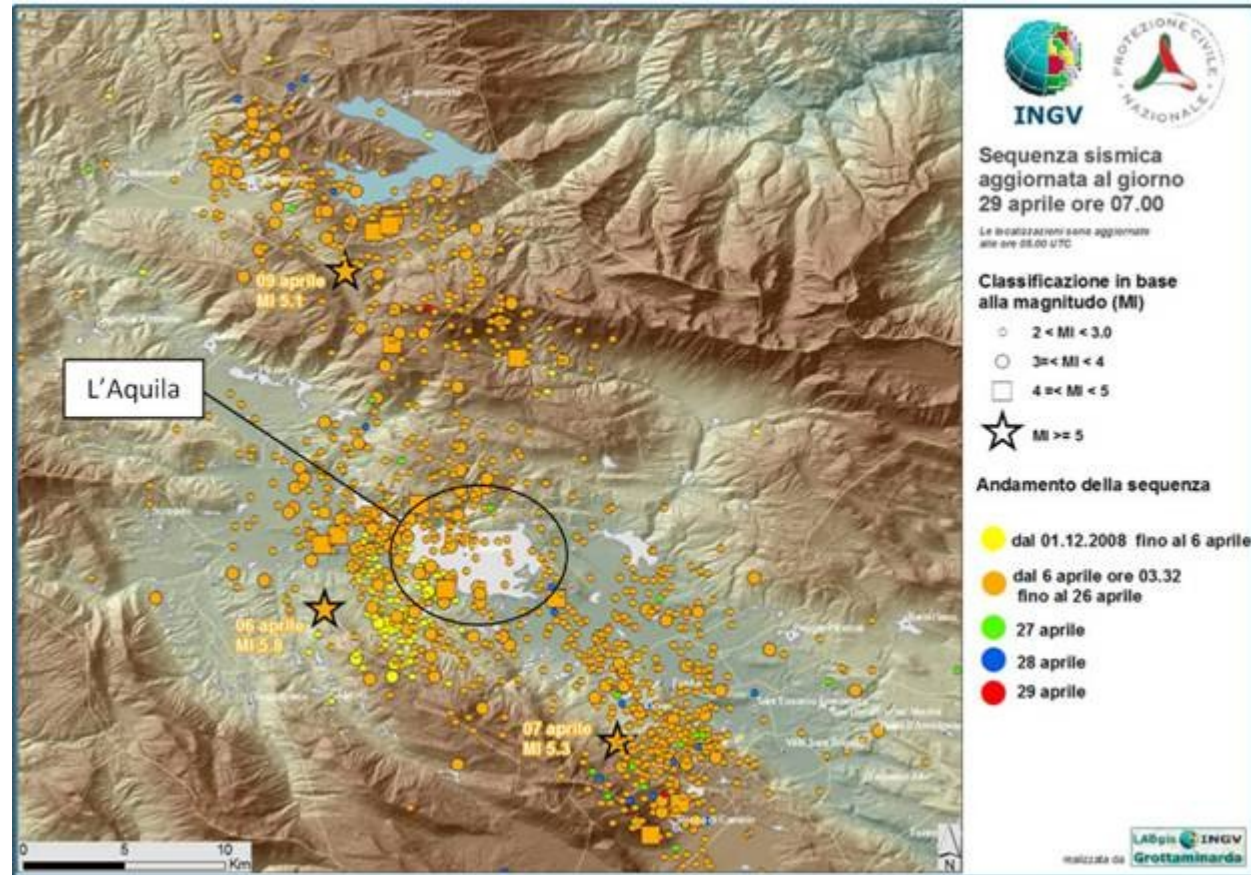 09 aprile
Ml 5.1
L'Aquila
06 aprile
Ml 5.8
07 aprile
Ml 5.3
0 5 10
Km
N
INGV
PROTEZIONE CIVILE
NAZIONALE
Sequenza sismica
aggiornata al giorno
29 aprile ore 07.00
Le localizzazioni sono aggiornate
alle ore 05.00 UTC
Classificazione in base
alla magnitudo (Ml)
2 < Ml < 3.0
3=< Ml < 4
4 =< Ml < 5
Ml >= 5
Andamento della sequenza
dal 01.12.2008 fino al 6 aprile
dal 6 aprile ore 03.32
fino al 26 aprile
27 aprile
28 aprile
29 aprile
realizzata da
LABgis INGV
Grottaminarda